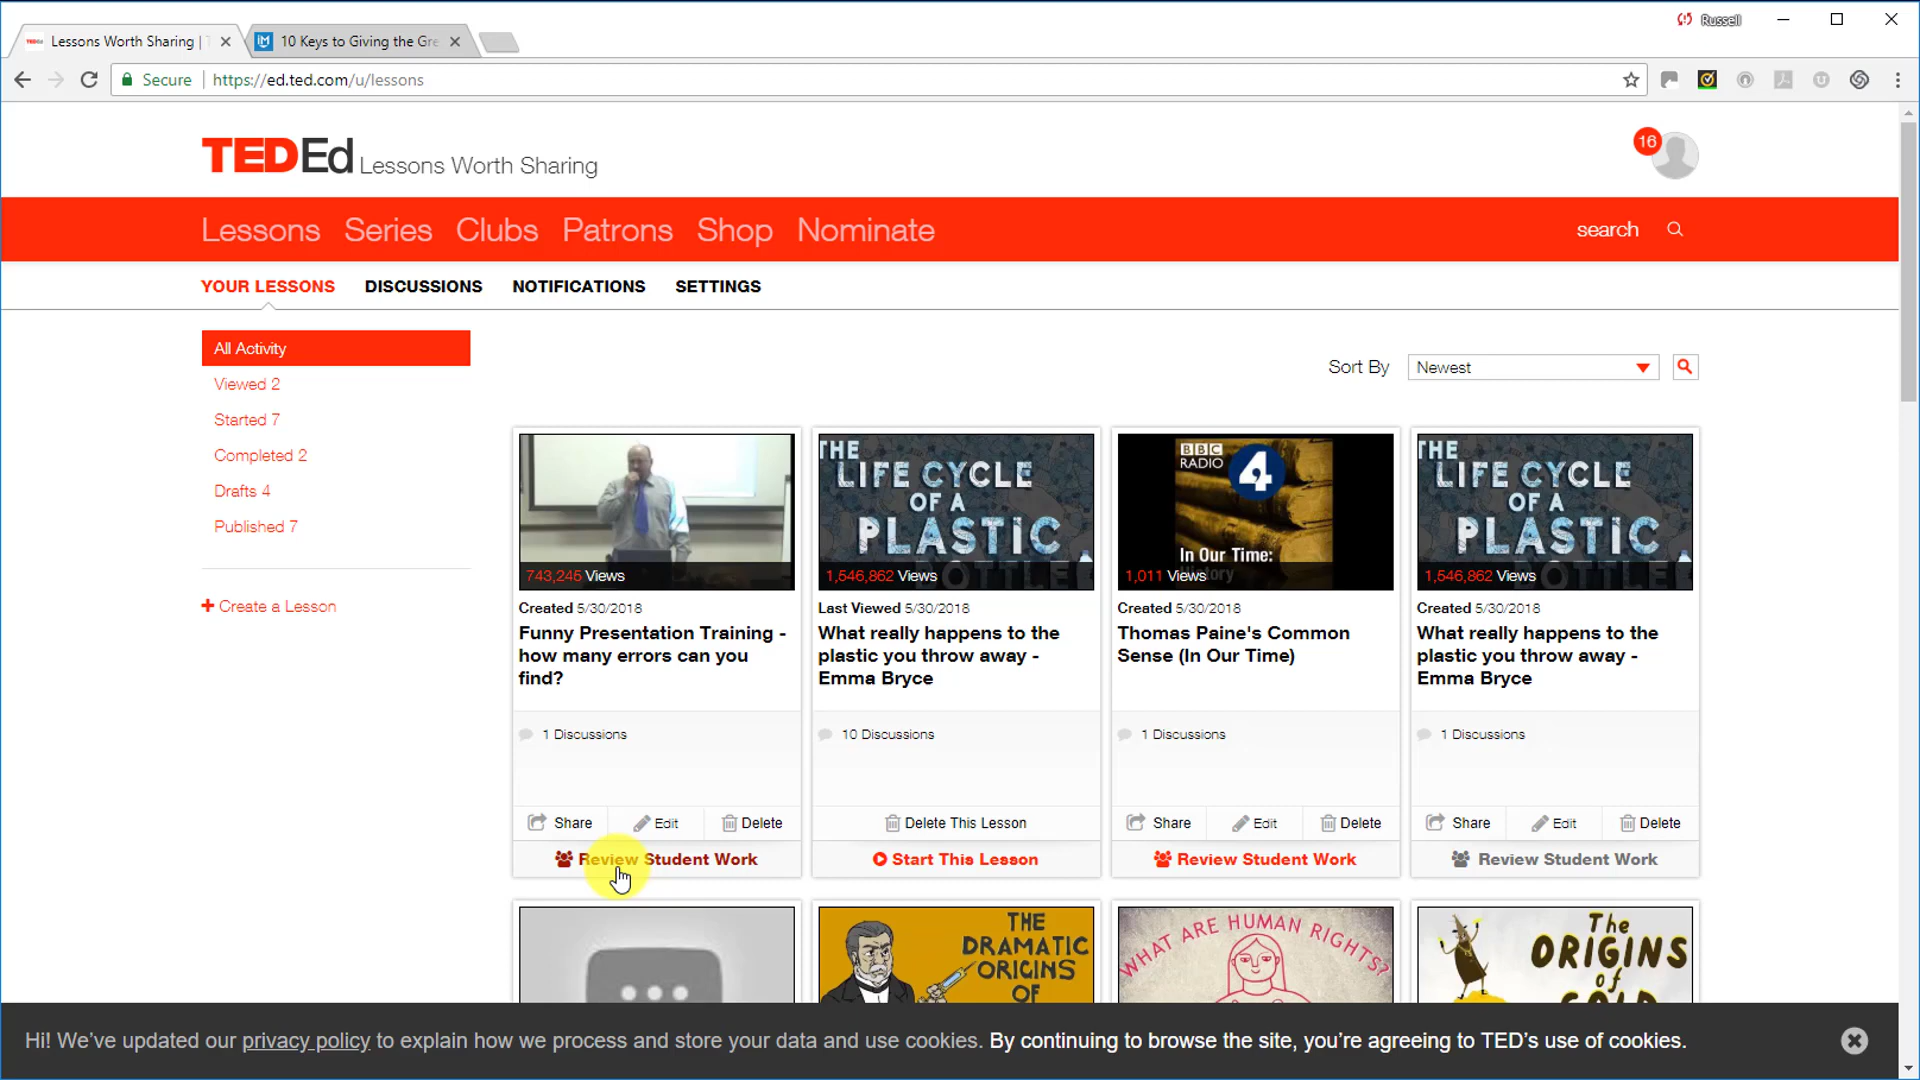 Russell
Lessons Worth Sharing | T
10 Keys to Giving the Gre
Secure
https://ed.ted.com/u/lessons
TEDEd Lessons Worth Sharing
16
Lessons Series Clubs Patrons Shop Nominate
search
YOUR LESSONS DISCUSSIONS NOTIFICATIONS SETTINGS
All Activity
Viewed 2
Started 7
Completed 2
Drafts 4
Published 7
Create a Lesson
Sort By Newest
743,245 Views
Created 5/30/2018
Funny Presentation Training -
how many errors can you
find?
1 Discussions
Share Edit Delete
Review Student Work
THE
LIFE CYCLE
OF A
PLASTIC
BOTTLE
1,546,862 Views
Last Viewed 5/30/2018
What really happens to the
plastic you throw away -
Emma Bryce
10 Discussions
Delete This Lesson
Start This Lesson
BBC
RADIO
4
In Our Time:
History
1,011 Views
Created 5/30/2018
Thomas Paine's Common
Sense (In Our Time)
1 Discussions
Share Edit Delete
Review Student Work
THE
LIFE CYCLE
OF A
PLASTIC
BOTTLE
1,546,862 Views
Created 5/30/2018
What really happens to the
plastic you throw away -
Emma Bryce
1 Discussions
Share Edit Delete
Review Student Work
THE
DRAMATIC
ORIGINS
OF
WHAT ARE HUMAN RIGHTS?
The
ORIGINS
of
GOLD
Hi! We've updated our privacy policy to explain how we process and store your data and use cookies. By continuing to browse the site, you're agreeing to TED's use of cookies.